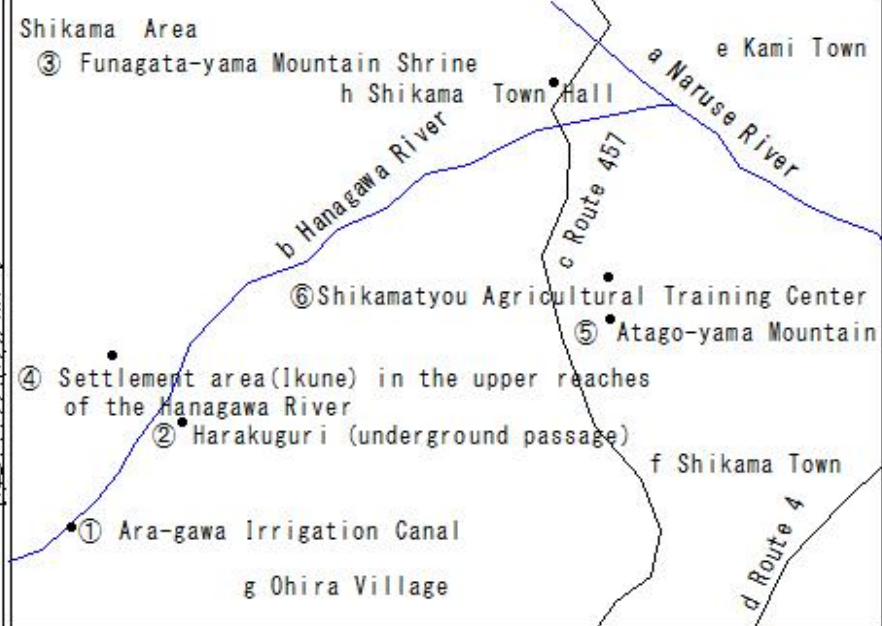 Shikama Area
③ Funagata-yama Mountain Shrine
e Kami Town
a Naruse River
h Shikama Town Hall
b Hanagawa River
c Route 457
⑥Shikamatyou Agricultural Training Center
⑤ Atago-yama Mountain
④ Settlement area(Ikune) in the upper reaches
of the Hanagawa River
② Harakuguri (underground passage)
f Shikama Town
① Ara-gawa Irrigation Canal
d Route 4
g Ohira Village